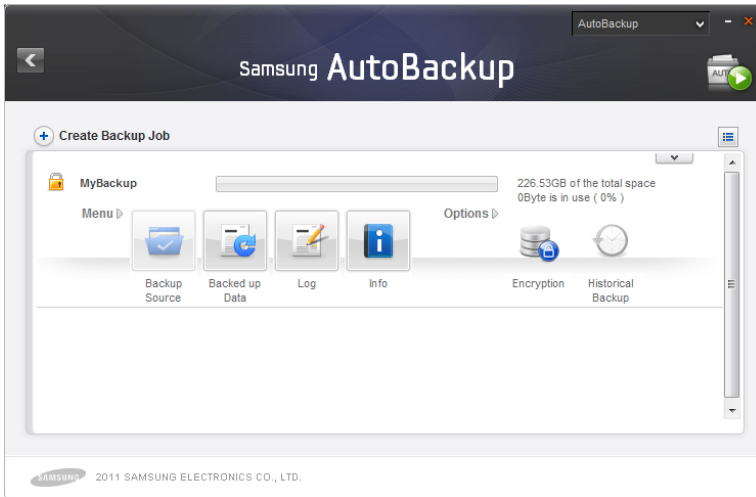 AutoBackup
Samsung AutoBackup
AUTO
Create Backup Job
MyBackup
226.53GB of the total space
0Byte is in use ( 0% )
Menu
Options
Backup Source
Backed up Data
Log
Info
Encryption
Historical Backup
SAMSUNG
2011 SAMSUNG ELECTRONICS CO., LTD.